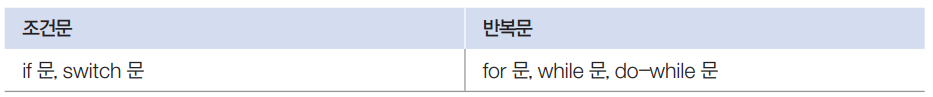 조건문 반복문
if 문, switch 문 for 문, while 문, do-while 문